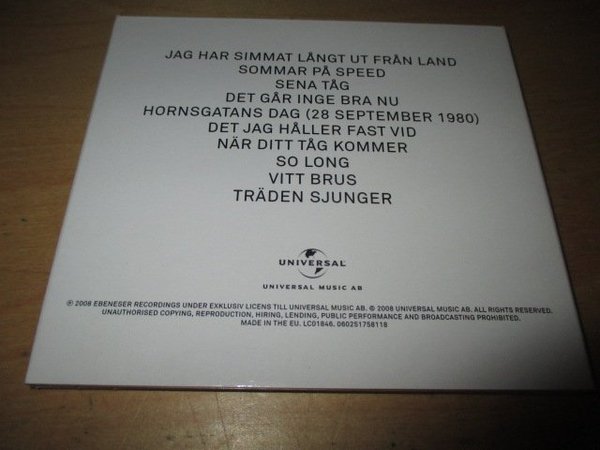 JAG HAR SIMMAT LÅNGT UT FRÅN LAND
SOMMAR PÅ SPEED
SENA TÅG
DET GÅR INGE BRA NU
HORNSGATANS DAG (28 SEPTEMBER 1980)
DET JAG HÅLLER FAST VID
NÄR DITT TÅG KOMMER
SO LONG
VITT BRUS
TRÄDEN SJUNGER
UNIVERSAL
UNIVERSAL MUSIC AB
℗ 2008 EBENEGER RECORDINGS UNDER EXKLUSIV LICENS TILL UNIVERSAL MUSIC AB. © 2008 UNIVERSAL MUSIC AB. ALL RIGHTS RESERVED.
UNAUTHORISED COPYING, REPRODUCTION, HIRING, LENDING, PUBLIC PERFORMANCE AND BROADCASTING PROHIBITED.
MADE IN THE EU. LC01846. 060251758118